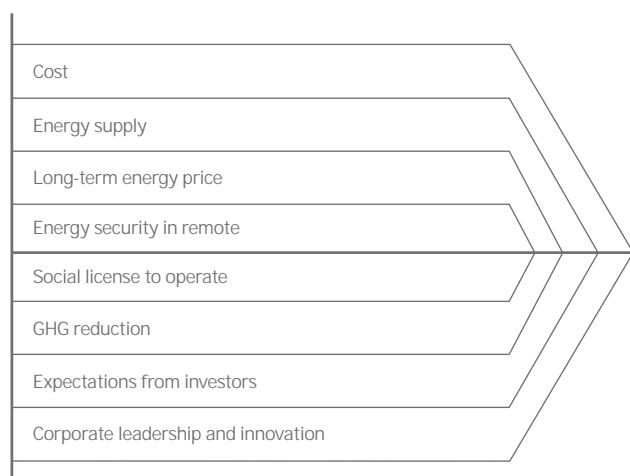 Cost
Energy supply
Long-term energy price
Energy security in remote
Social license to operate
GHG reduction
Expectations from investors
Corporate leadership and innovation